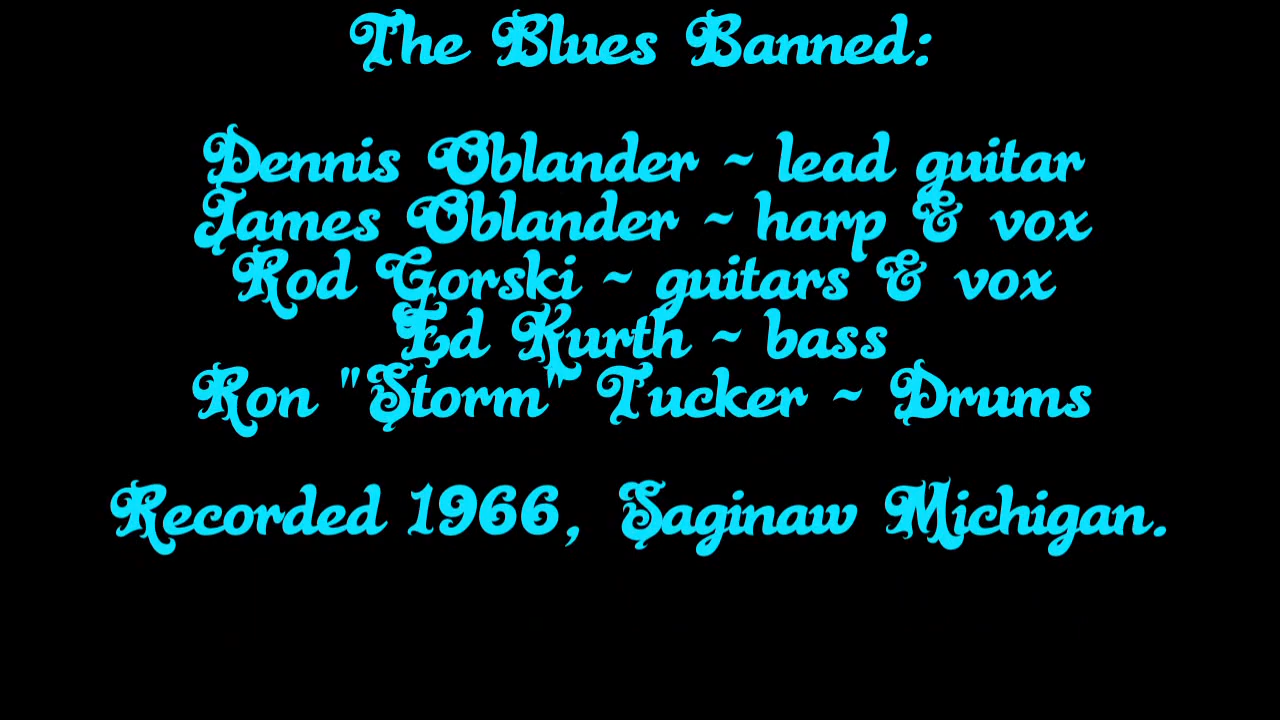 The Blues Banned:
Dennis Oblander ~ lead guitar
James Oblander ~ harp & vox
Rod Gorski ~ guitars & vox
Ed Kurth ~ bass
Ron "Storm" Tucker ~ Drums
Recorded 1966, Saginaw Michigan.